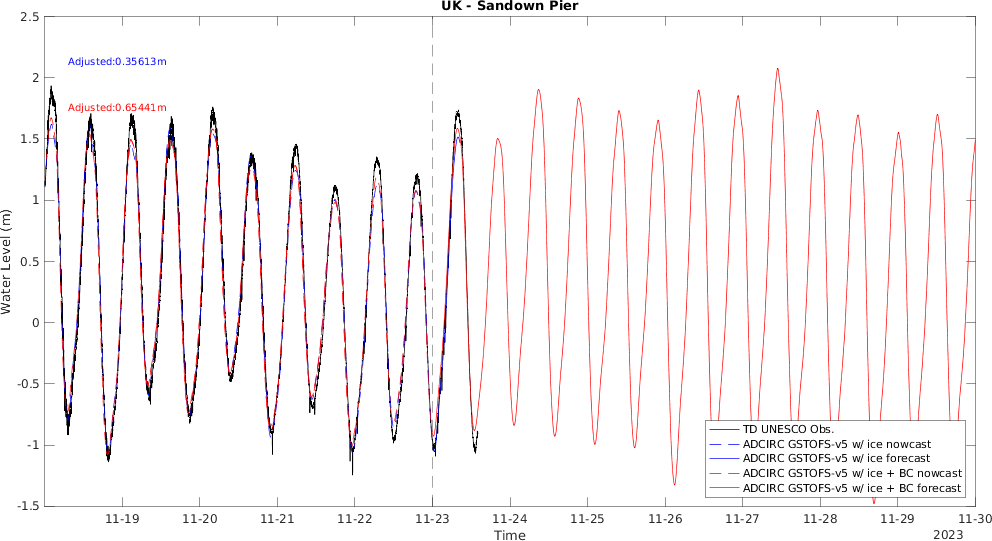 UK - Sandown Pier
2.5
2
1.5
1
0.5
0
-0.5
-1
-1.5
Water Level (m)
Adjusted:0.35613m
Adjusted:0.65441m
TD UNESCO Obs.
ADCIRC GSTOFS-v5 w/ ice nowcast
ADCIRC GSTOFS-v5 w/ ice forecast
ADCIRC GSTOFS-v5 w/ ice + BC nowcast
ADCIRC GSTOFS-v5 w/ ice + BC forecast
11-19 11-20 11-21 11-22 11-23 11-24 11-25 11-26 11-27 11-28 11-29 11-30
Time
2023